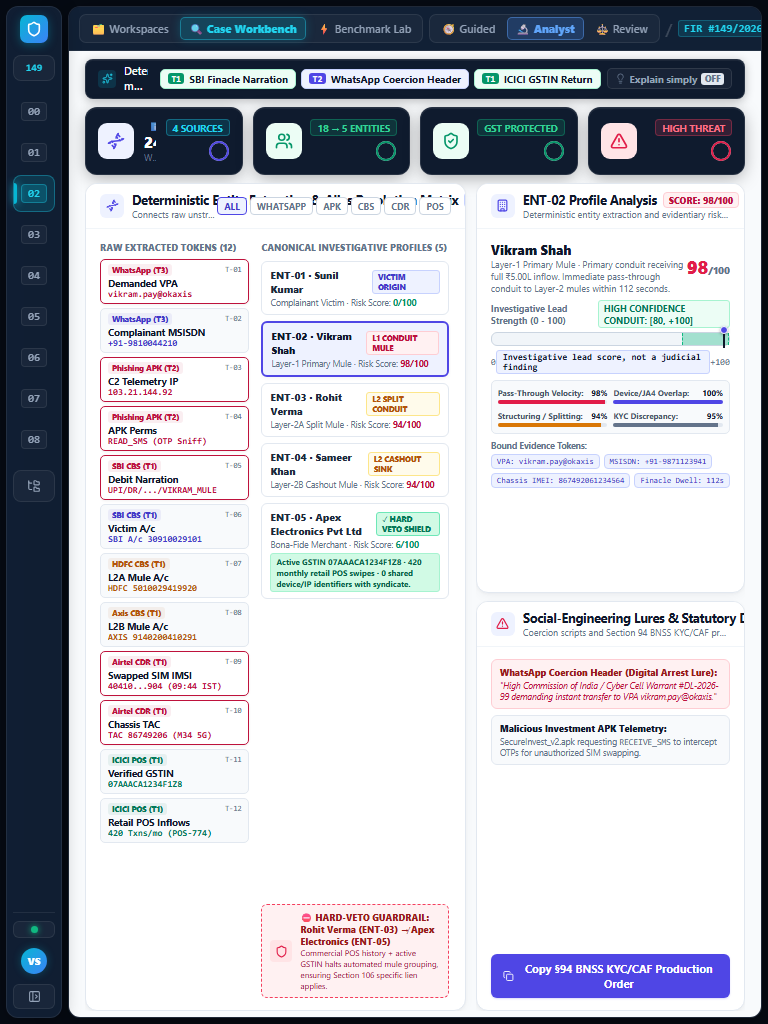 149
00
01
02
03
04
05
06
07
08
VS
Workspaces
Case Workbench
Benchmark Lab
Guided
Analyst
Review
/
FIR #149/2026
Deter
m...
T1 SBI Finacle Narration
T2 WhatsApp Coercion Header
T1 ICICI GSTIN Return
Explain simply OFF
24
W..
4 SOURCES
18 → 5 ENTITIES
GST PROTECTED
HIGH THREAT
Deterministic Entity Extraction & Alias Resolution Matrix
Connects raw unstr...
ALL
WHATSAPP
APK
CBS
CDR
POS
RAW EXTRACTED TOKENS (12)
WhatsApp (T3) T-01
Demanded VPA
vikram.pay@okaxis
WhatsApp (T3) T-02
Complainant MSISDN
+91-9810044210
Phishing APK (T2) T-03
C2 Telemetry IP
103.21.144.92
Phishing APK (T2) T-04
APK Perms
READ_SMS (OTP Sniff)
SBI CBS (T1) T-05
Debit Narration
UPI/DR/.../VIKRAM_MULE
SBI CBS (T1) T-06
Victim A/c
SBI A/c 30910029101
HDFC CBS (T1) T-07
L2A Mule A/c
HDFC 5010029419920
Axis CBS (T1) T-08
L2B Mule A/c
AXIS 9140200410291
Airtel CDR (T1) T-09
Swapped SIM IMSI
40410...904 (09:44 IST)
Airtel CDR (T1) T-10
Chassis TAC
TAC 86749206 (M34 5G)
ICICI POS (T1) T-11
Verified GSTIN
07AAACA1234F1Z8
ICICI POS (T1) T-12
Retail POS Inflows
420 Txns/mo (POS-774)
CANONICAL INVESTIGATIVE PROFILES (5)
ENT-01 · Sunil
Kumar
VICTIM
ORIGIN
Complainant Victim · Risk Score: 0/100
ENT-02 · Vikram
Shah
L1 CONDUIT
MULE
Layer-1 Primary Mule · Risk Score: 98/100
ENT-03 · Rohit
Verma
L2 SPLIT
CONDUIT
Layer-2A Split Mule · Risk Score: 94/100
ENT-04 · Sameer
Khan
L2 CASHOUT
SINK
Layer-2B Cashout Mule · Risk Score: 94/100
ENT-05 · Apex
Electronics Pvt Ltd
✓ HARD
VETO SHIELD
Bona-Fide Merchant · Risk Score: 6/100
Active GSTIN 07AAACA1234F1Z8 · 420
monthly retail POS swipes · 0 shared
device/IP identifiers with syndicate.
HARD-VETO GUARDRAIL:
Rohit Verma (ENT-03) ↛ Apex
Electronics (ENT-05)
Commercial POS history + active
GSTIN halts automated mule grouping,
ensuring Section 106 specific lien
applies.
ENT-02 Profile Analysis
SCORE: 98/100
Deterministic entity extraction and evidentiary risk...
Vikram Shah
Layer-1 Primary Mule · Primary conduit receiving
full ₹5.00L inflow. Immediate pass-through
conduit to Layer-2 mules within 112 seconds.
98/100
Investigative Lead
Strength (0 - 100)
HIGH CONFIDENCE
CONDUIT: [80, +100]
0
Investigative lead score, not a judicial
finding
+100
Pass-Through Velocity: 98%
Device/JA4 Overlap: 100%
Structuring / Splitting: 94%
KYC Discrepancy: 95%
Bound Evidence Tokens:
VPA: vikram.pay@okaxis
MSISDN: +91-9871123941
Chassis IMEI: 867492061234564
Finacle Dwell: 112s
Social-Engineering Lures & Statutory D
Coercion scripts and Section 94 BNSS KYC/CAF pr...
WhatsApp Coercion Header (Digital Arrest Lure):
"High Commission of India / Cyber Cell Warrant #DL-2026-
99 demanding instant transfer to VPA vikram.pay@okaxis."
Malicious Investment APK Telemetry:
SecureInvest_v2.apk requesting RECEIVE_SMS to intercept
OTPs for unauthorized SIM swapping.
Copy §94 BNSS KYC/CAF Production
Order